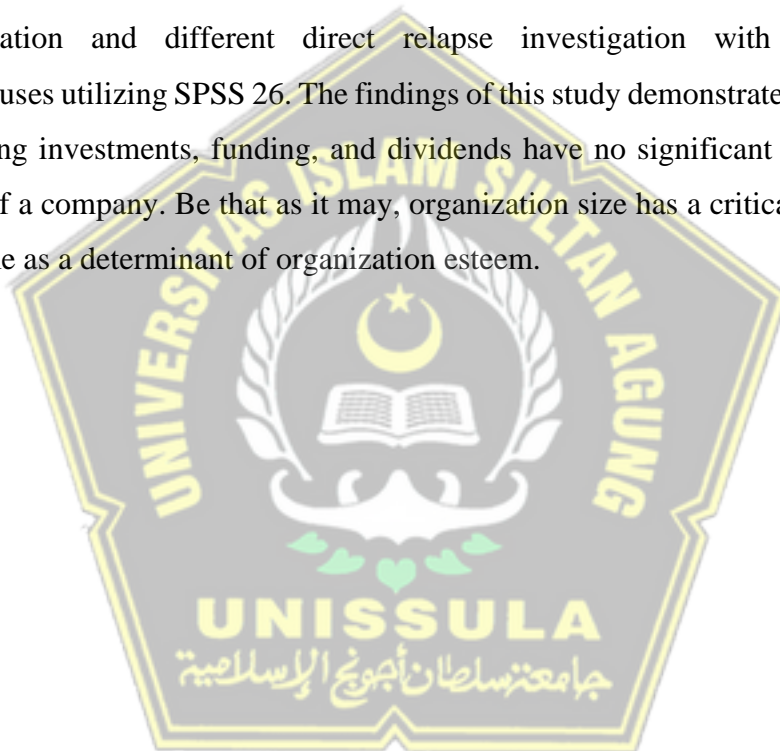 ation and different direct relapse investigation with
uses utilizing SPSS 26. The findings of this study demonstrate
ng investments, funding, and dividends have no significant
f a company. Be that as it may, organization size has a critica
e as a determinant of organization esteem.
UNIVERSITAS ISLAM SULTAN AGUNG
UNISSULA
جامعة سلطان أجونج الإسلامية